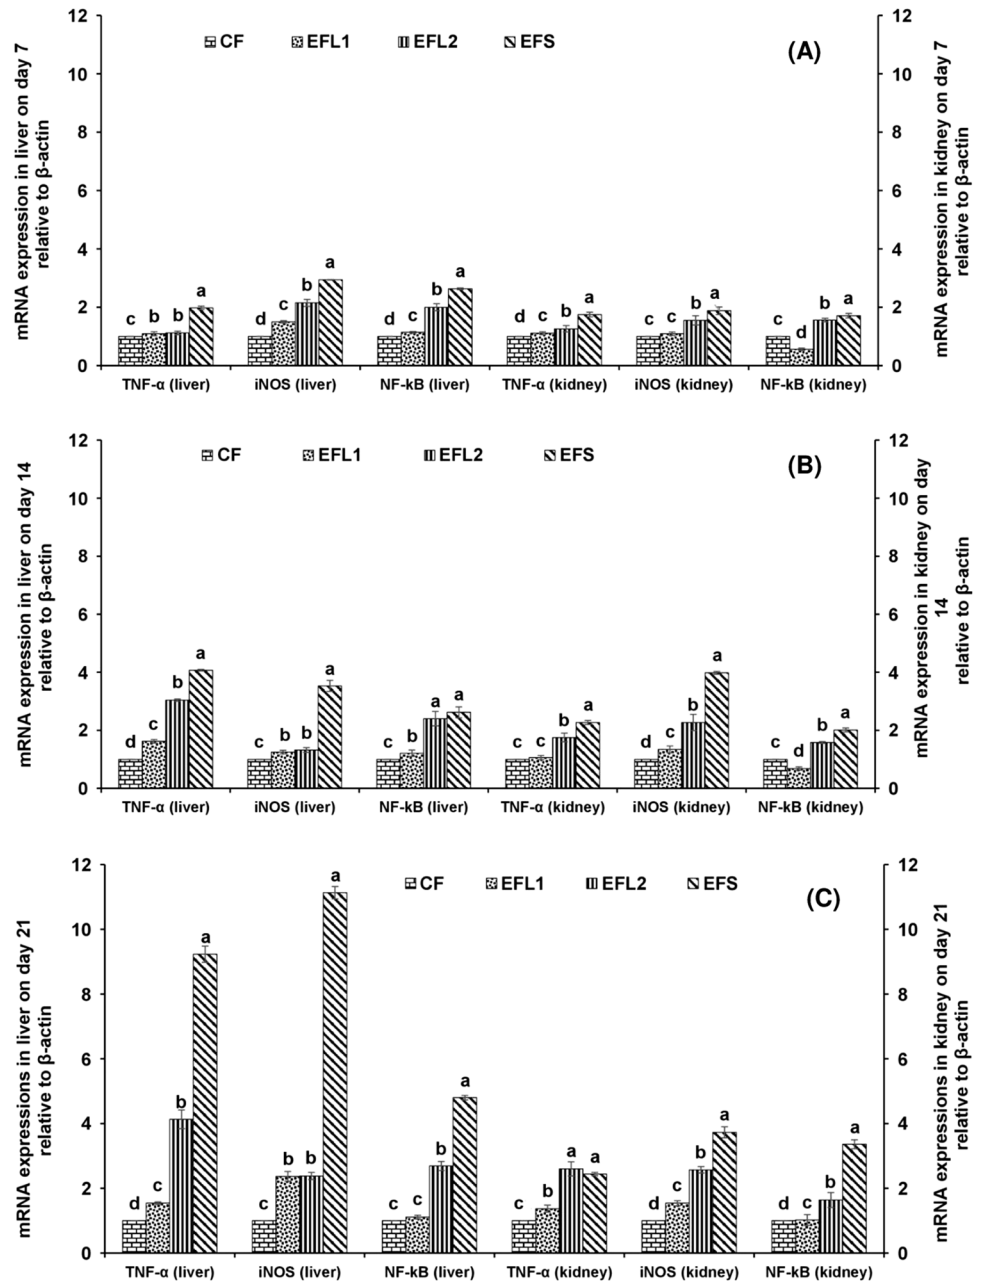 mRNA expression in liver on day 7
relative to β-actin
12
10
8
6
4
2
0
CF EFL1 EFL2 EFS
(A)
c b b a
d c b a
d c b a
d c b a
c c b a
c d b a
TNF-α (liver) iNOS (liver) NF-kB (liver) TNF-α (kidney) iNOS (kidney) NF-kB (kidney)
12
10
8
6
4
2
0
mRNA expression in kidney on day 7
relative to β-actin
mRNA expression in liver on day 14
relative to β-actin
12
10
8
6
4
2
0
CF EFL1 EFL2 EFS
(B)
d c b a
c b b a
c b a a
c c b a
d c b a
c d b a
TNF-α (liver) iNOS (liver) NF-kB (liver) TNF-α (kidney) iNOS (kidney) NF-kB (kidney)
12
10
8
6
4
2
0
mRNA expression in kidney on day
14
relative to β-actin
mRNA expressions in liver on day 21
relative to β-actin
12
10
8
6
4
2
0
CF EFL1 EFL2 EFS
(C)
d c b a
c b b a
c c b a
c b a a
d c b a
d c b a
TNF-α (liver) iNOS (liver) NF-kB (liver) TNF-α (kidney) iNOS (kidney) NF-kB (kidney)
12
10
8
6
4
2
0
mRNA expressions in kidney on day 21
relative to β-actin